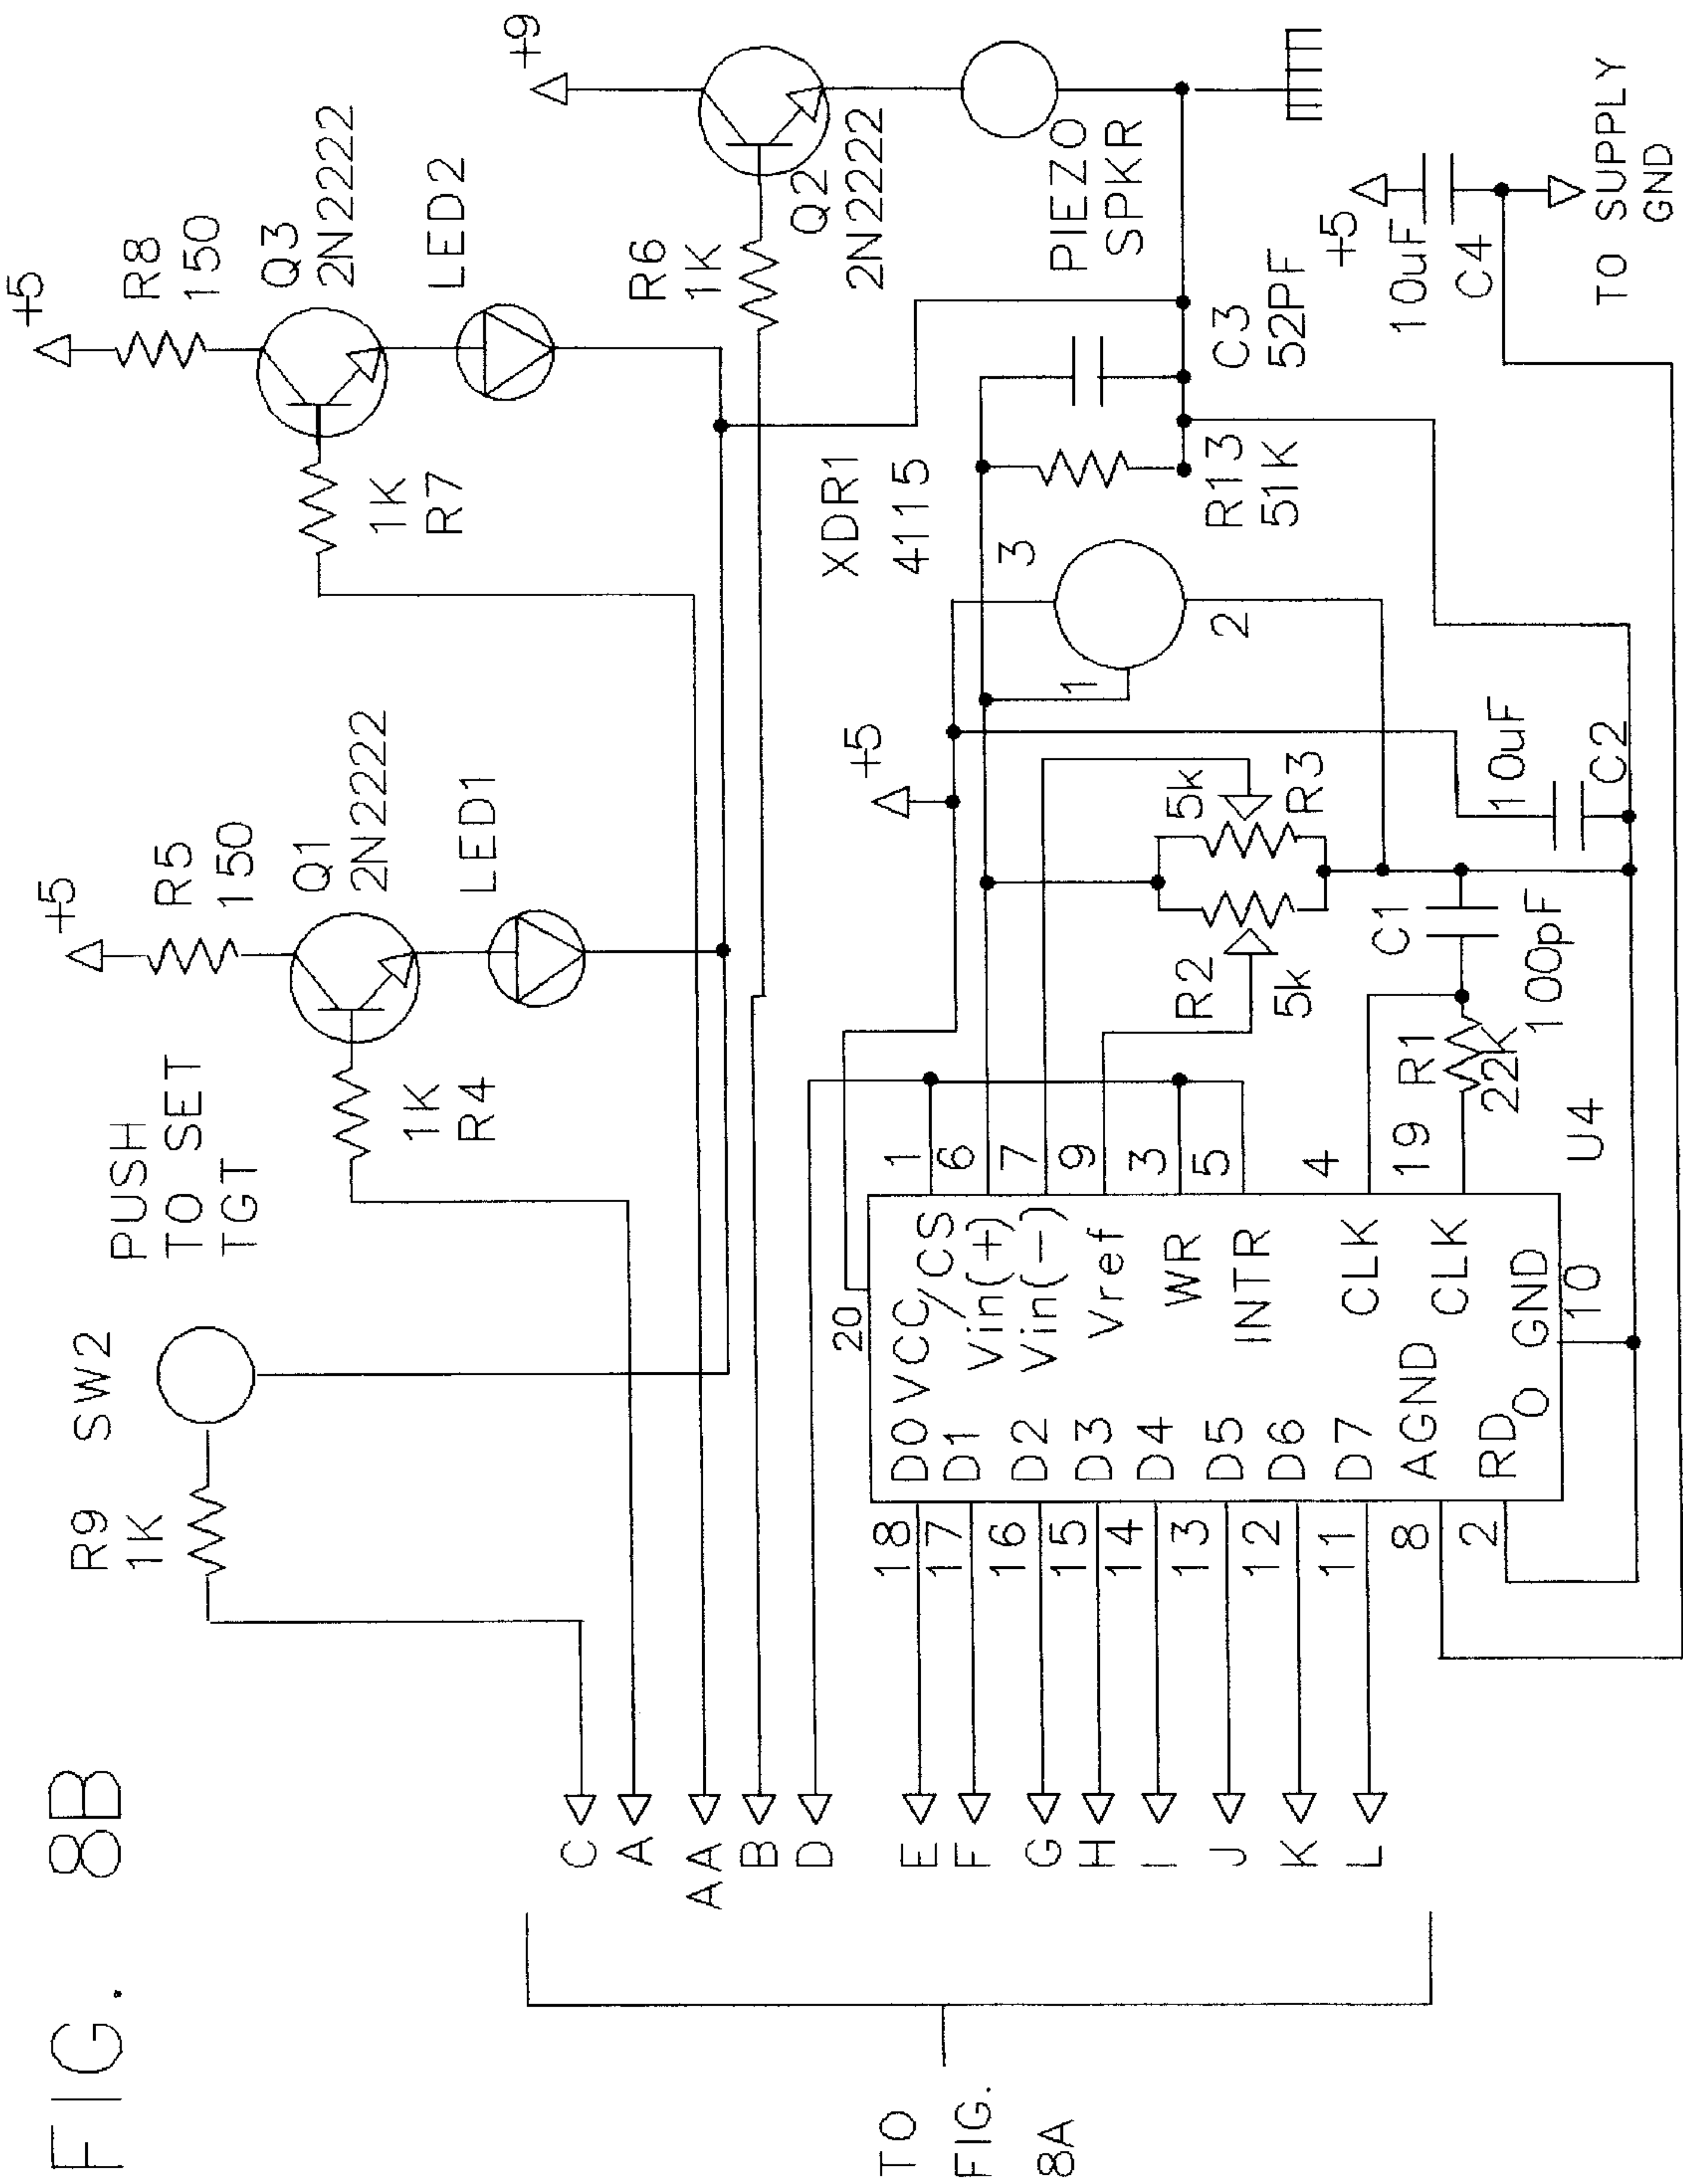 FIG. 8B
R9
1K
SW2
PUSH
TO SET
TGT
+5
R5
150
Q1
2N2222
LED1
1K
R4
+5
R8
150
Q3
2N2222
LED2
1K
R7
+9
R6
1K
Q2
2N2222
PIEZO
SPKR
C
A
AA
B
D
E
F
G
H
I
J
K
L
TO
FIG.
8A
18
17
16
15
14
13
12
11
8
2
D0
D1
D2
D3
D4
D5
D6
D7
AGND
RD
O
20
VCC
/CS
Vin(+)
Vin(-)
Vref
WR
INTR
CLK
CLK
GND
10
1
6
7
9
3
5
4
19
U4
R1
22K
C1
100pF
R2
5k
5k
R3
+5
10uF
C2
XDR1
4115
1
2
3
R13
51K
C3
52PF
+5
10uF
C4
TO SUPPLY
GND